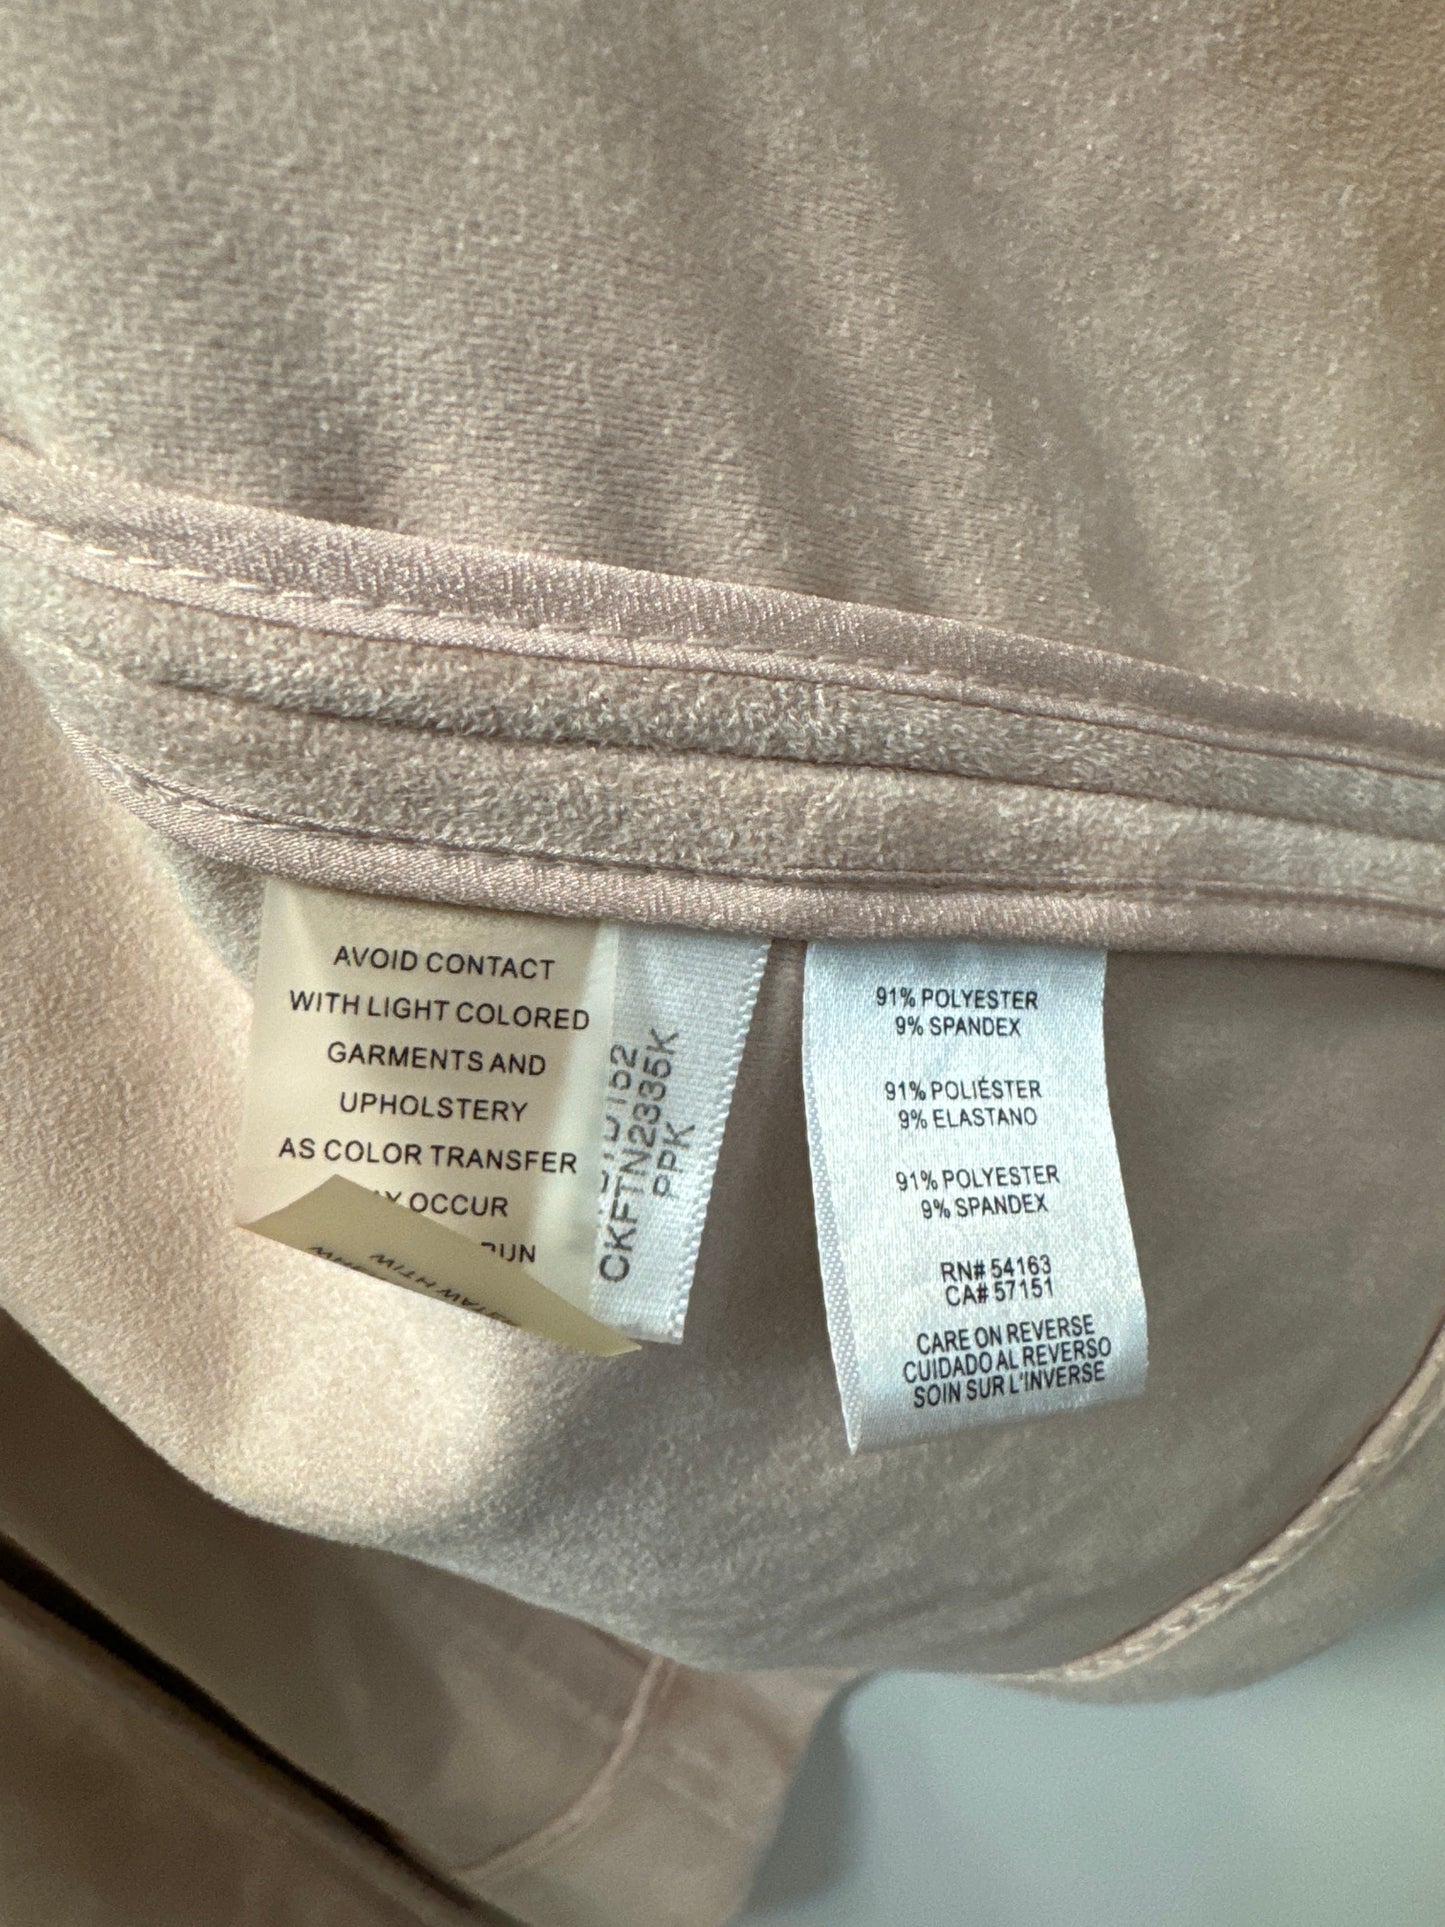 AVOID CONTACT
WITH LIGHT COLORED
GARMENTS AND
UPHOLSTERY
AS COLOR TRANSFER
OCCUR
WITH
CKFTN2335K
PPK
91% POLYESTER
9% SPANDEX
91% POLIÉSTER
9% ELASTANO
91% POLYESTER
9% SPANDEX
RN# 54163
CA# 57151
CARE ON REVERSE
CUIDADO AL REVERSO
SOIN SUR L'INVERSE